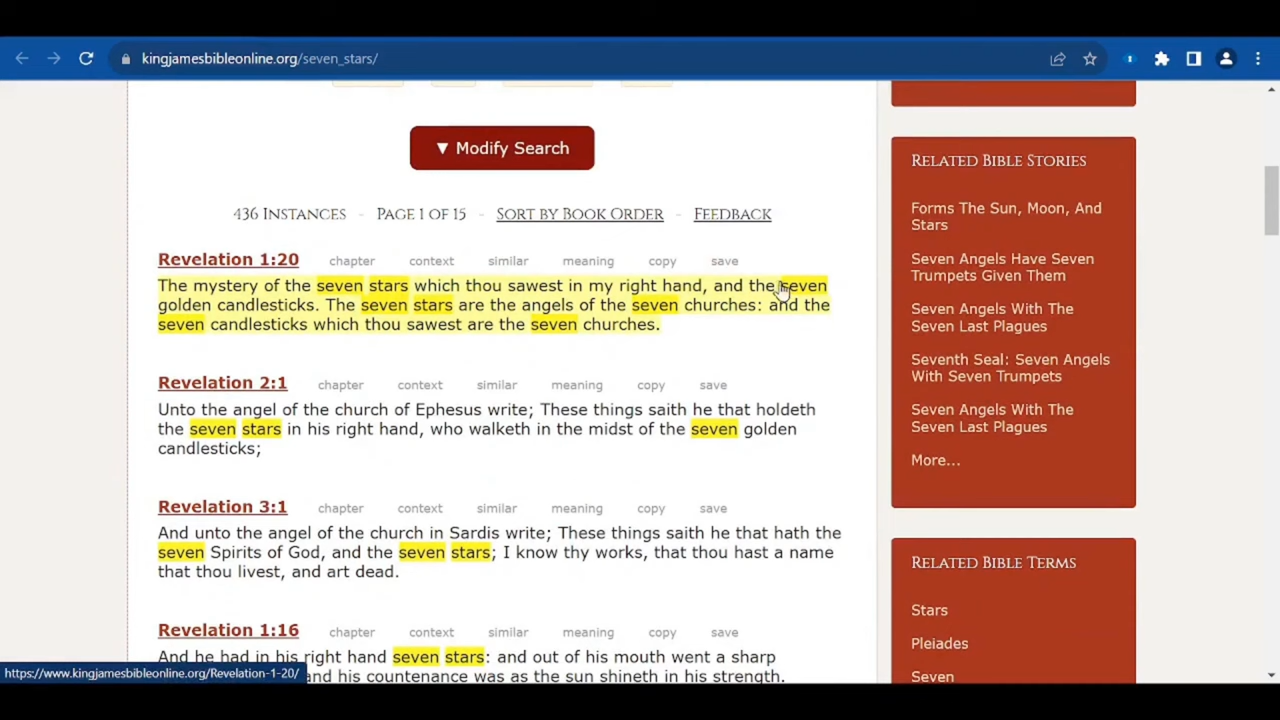 kingjamesbibleonline.org/seven_stars/
▼ Modify Search
436 Instances - Page 1 of 15 - Sort by Book Order - Feedback
Revelation 1:20 chapter context similar meaning copy save
The mystery of the seven stars which thou sawest in my right hand, and the seven
golden candlesticks. The seven stars are the angels of the seven churches: and the
seven candlesticks which thou sawest are the seven churches.
Revelation 2:1 chapter context similar meaning copy save
Unto the angel of the church of Ephesus write; These things saith he that holdeth
the seven stars in his right hand, who walketh in the midst of the seven golden
candlesticks;
Revelation 3:1 chapter context similar meaning copy save
And unto the angel of the church in Sardis write; These things saith he that hath the
seven Spirits of God, and the seven stars; I know thy works, that thou hast a name
that thou livest, and art dead.
Revelation 1:16 chapter context similar meaning copy save
And he had in his right hand seven stars: and out of his mouth went a sharp
and his countenance was as the sun shineth in his strength.
https://www.kingjamesbibleonline.org/Revelation-1-20/
Related Bible Stories
Forms The Sun, Moon, And
Stars
Seven Angels Have Seven
Trumpets Given Them
Seven Angels With The
Seven Last Plagues
Seventh Seal: Seven Angels
With Seven Trumpets
Seven Angels With The
Seven Last Plagues
More...
Related Bible Terms
Stars
Pleiades
Seven